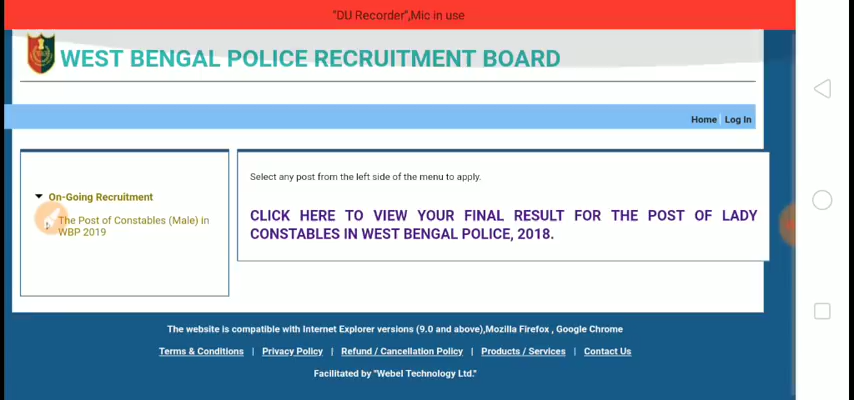 "DU Recorder",Mic in use
WEST BENGAL POLICE RECRUITMENT BOARD
Home | Log In
On-Going Recruitment
The Post of Constables (Male) in
WBP 2019
Select any post from the left side of the menu to apply.
CLICK HERE TO VIEW YOUR FINAL RESULT FOR THE POST OF LADY
CONSTABLES IN WEST BENGAL POLICE, 2018.
The website is compatible with Internet Explorer versions (9.0 and above),Mozilla Firefox , Google Chrome
Terms & Conditions | Privacy Policy | Refund / Cancellation Policy | Products / Services | Contact Us
Facilitated by "Webel Technology Ltd."